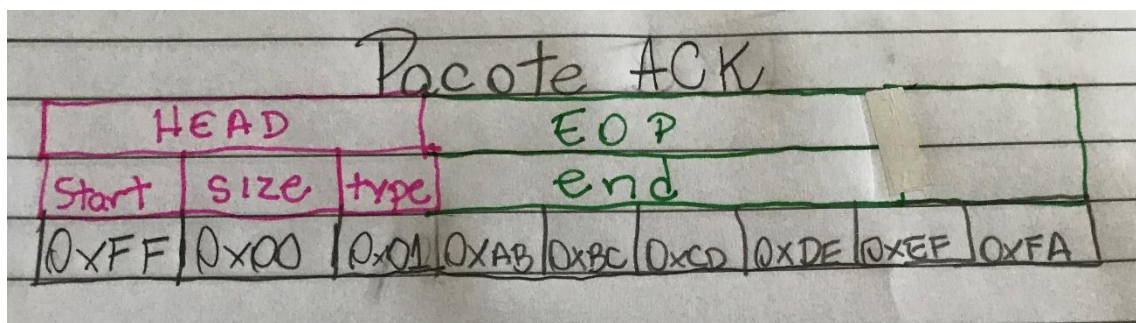 Pacote ACK
HEAD EOP
Start size type end
0xFF 0x00 0x01 0xAB 0xBC 0xCD 0xDE 0xEF 0xFA